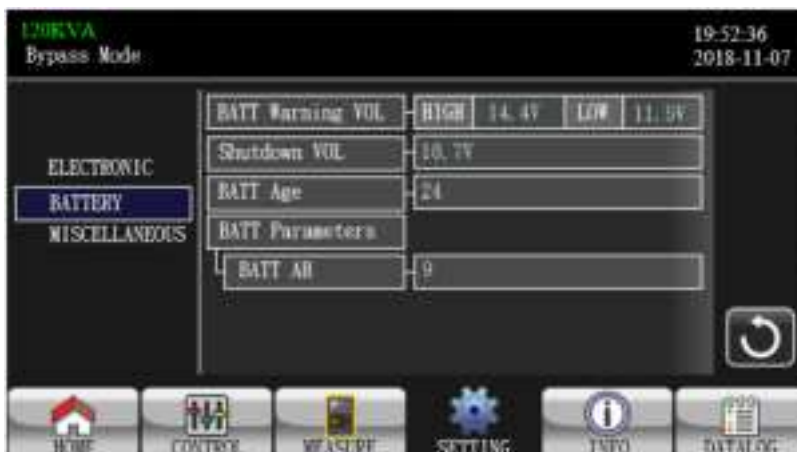 120KVA
Bypass Mode
19:52:36
2018-11-07
ELECTRONIC
BATTERY
MISCELLANEOUS
BATT Warning VOL HIGH 14.4V LOW 11.5V
Shutdown VOL 10.7V
BATT Age 24
BATT Parameters
BATT AH 9
HOME CONTROL MEASURE SETTING INFO DATALOG